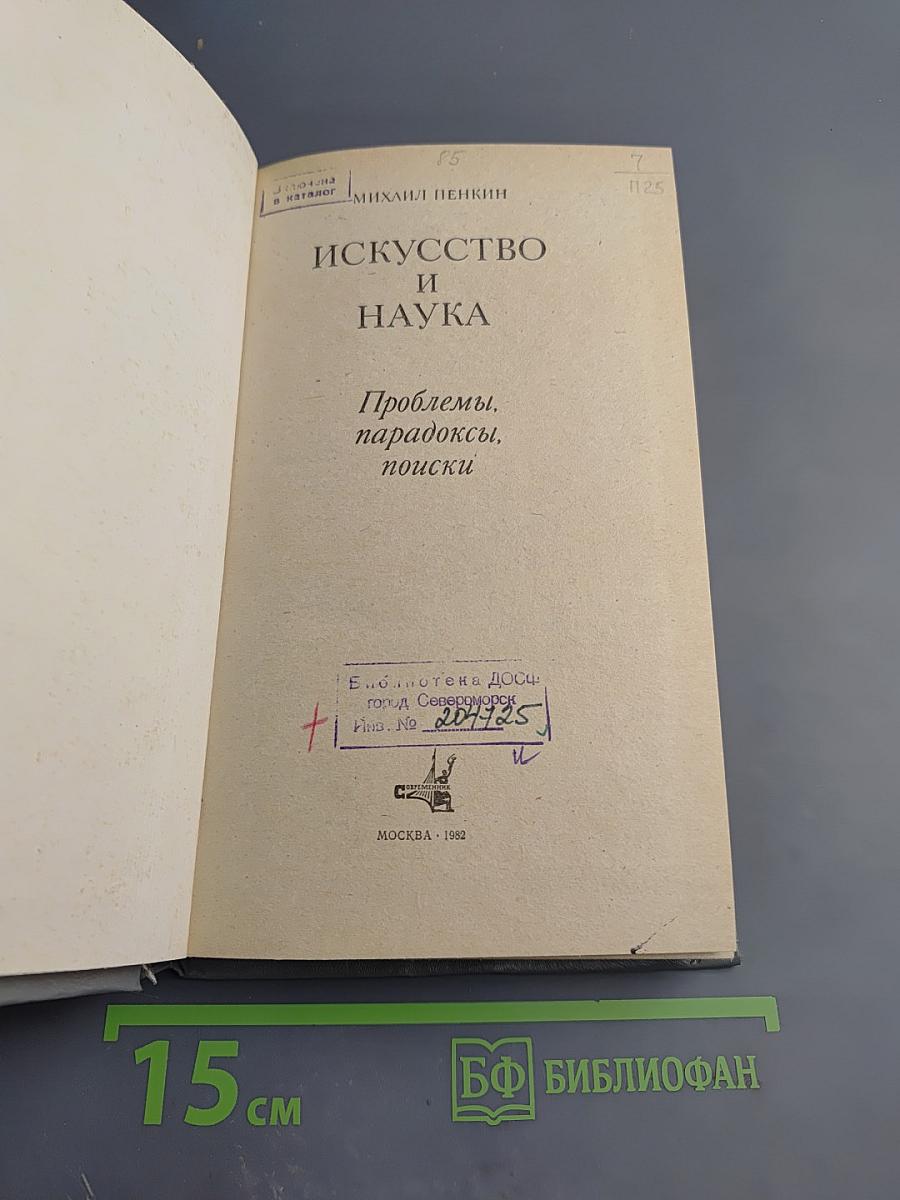 85
7
П25
Включена
в каталог
МИХАИЛ ПЕНКИН
ИСКУССТВО
И
НАУКА
Проблемы,
парадоксы,
поиски
Библиотека ДОСФ
город Североморск
Инв. № 204725
СОВРЕМЕННИК
МОСКВА · 1982
15 см
БФ БИБЛИОФАН